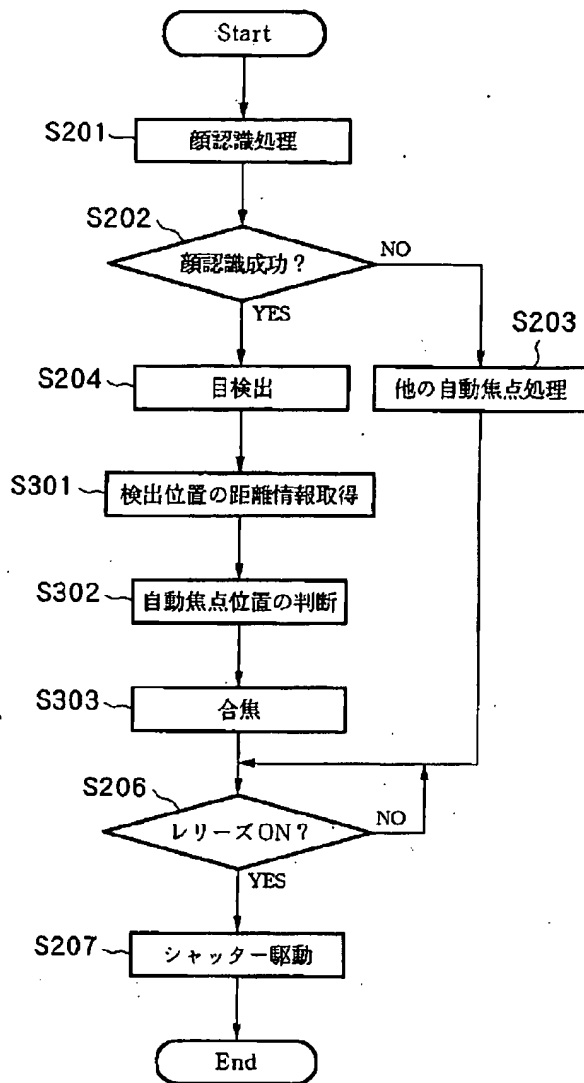 Start
S201
顔認識処理
S202
顔認識成功？
NO
YES
S203
他の自動焦点処理
S204
目検出
S301
検出位置の距離情報取得
S302
自動焦点位置の判断
S303
合焦
S206
レリーズON？
NO
YES
S207
シャッター駆動
End